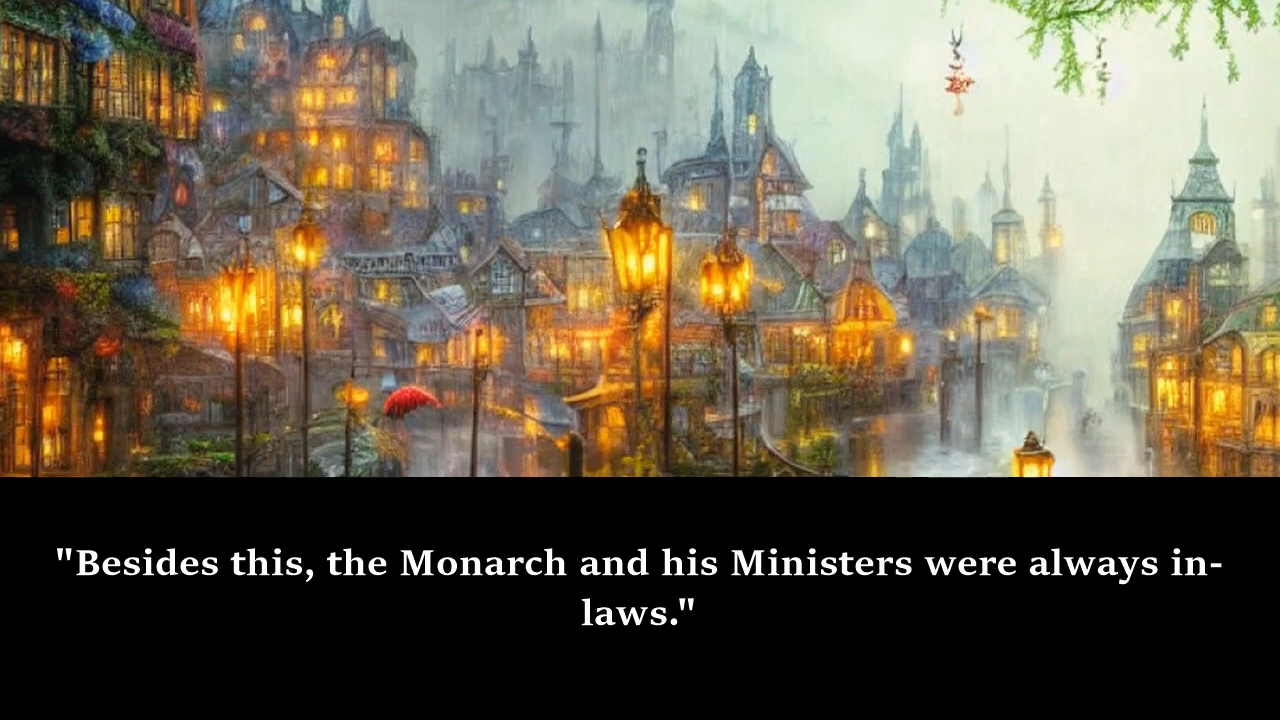 "Besides this, the Monarch and his Ministers were always in-
laws."